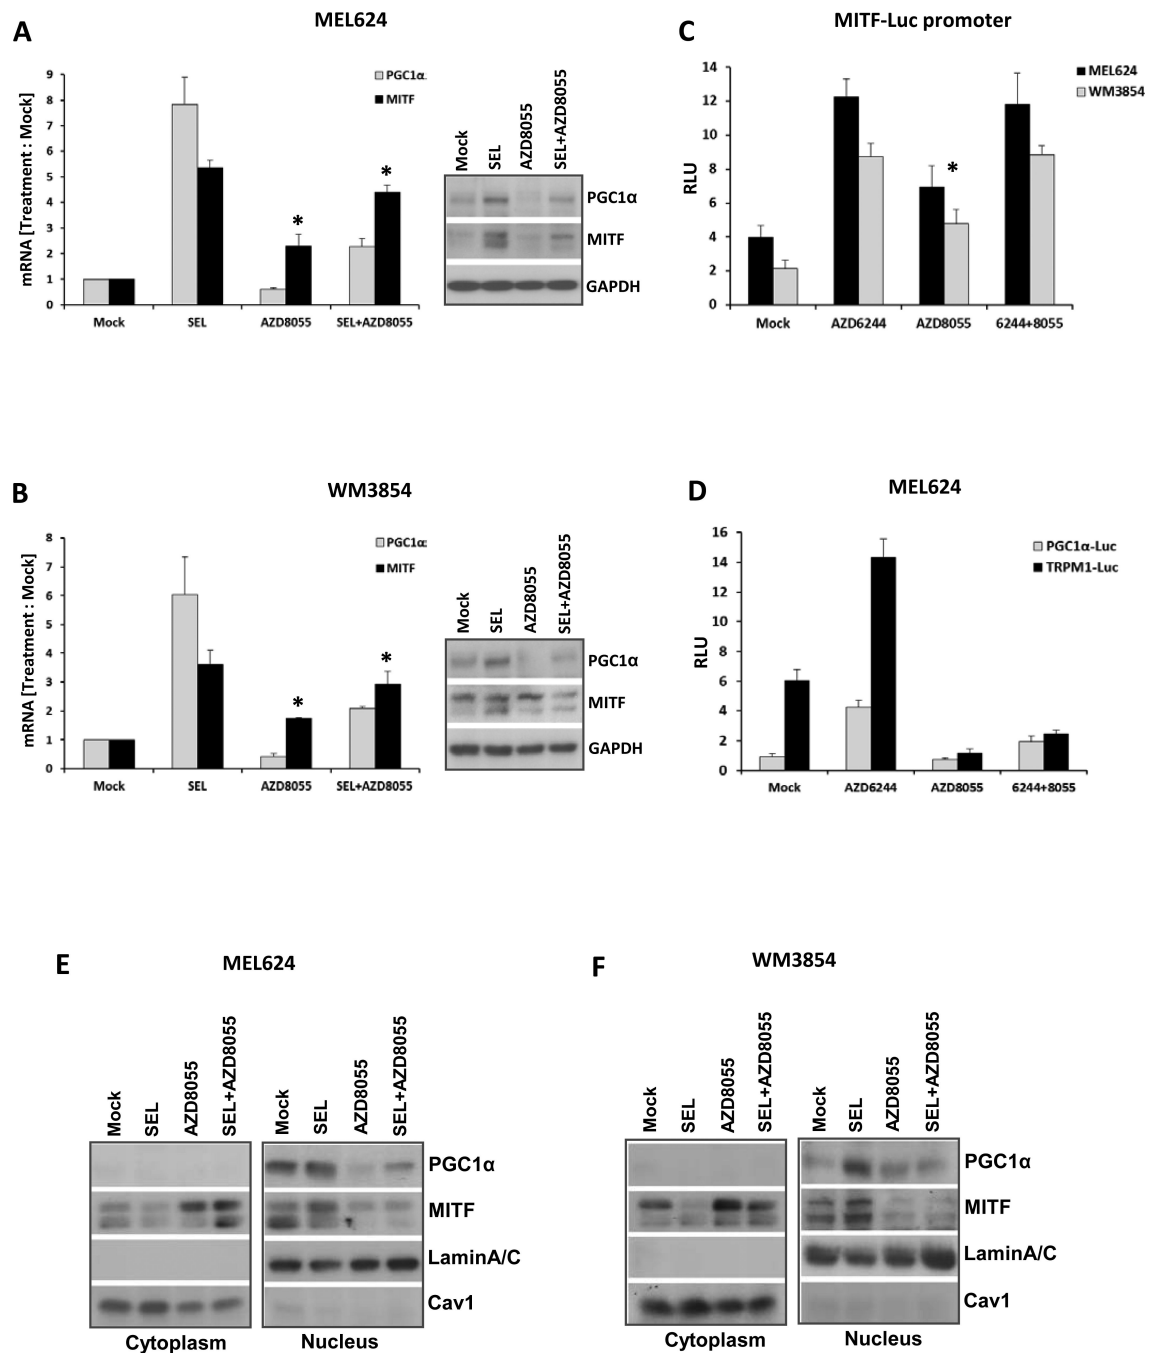 A
MEL624
mRNA [Treatment : Mock]
9
8
7
6
5
4
3
2
1
0
PGC1α
MITF
*
*
Mock
SEL
AZD8055
SEL+AZD8055
Mock
SEL
AZD8055
SEL+AZD8055
PGC1α
MITF
GAPDH
C
MITF-Luc promoter
RLU
14
12
10
8
6
4
2
0
MEL624
WM3854
*
Mock
AZD6244
AZD8055
6244+8055
B
WM3854
mRNA [Treatment : Mock]
8
7
6
5
4
3
2
1
0
PGC1α
MITF
*
*
Mock
SEL
AZD8055
SEL+AZD8055
Mock
SEL
AZD8055
SEL+AZD8055
PGC1α
MITF
GAPDH
D
MEL624
RLU
16
14
12
10
8
6
4
2
0
PGC1α-Luc
TRPM1-Luc
Mock
AZD6244
AZD8055
6244+8055
E
MEL624
Mock
SEL
AZD8055
SEL+AZD8055
Mock
SEL
AZD8055
SEL+AZD8055
PGC1α
MITF
LaminA/C
Cav1
Cytoplasm
Nucleus
F
WM3854
Mock
SEL
AZD8055
SEL+AZD8055
Mock
SEL
AZD8055
SEL+AZD8055
PGC1α
MITF
LaminA/C
Cav1
Cytoplasm
Nucleus